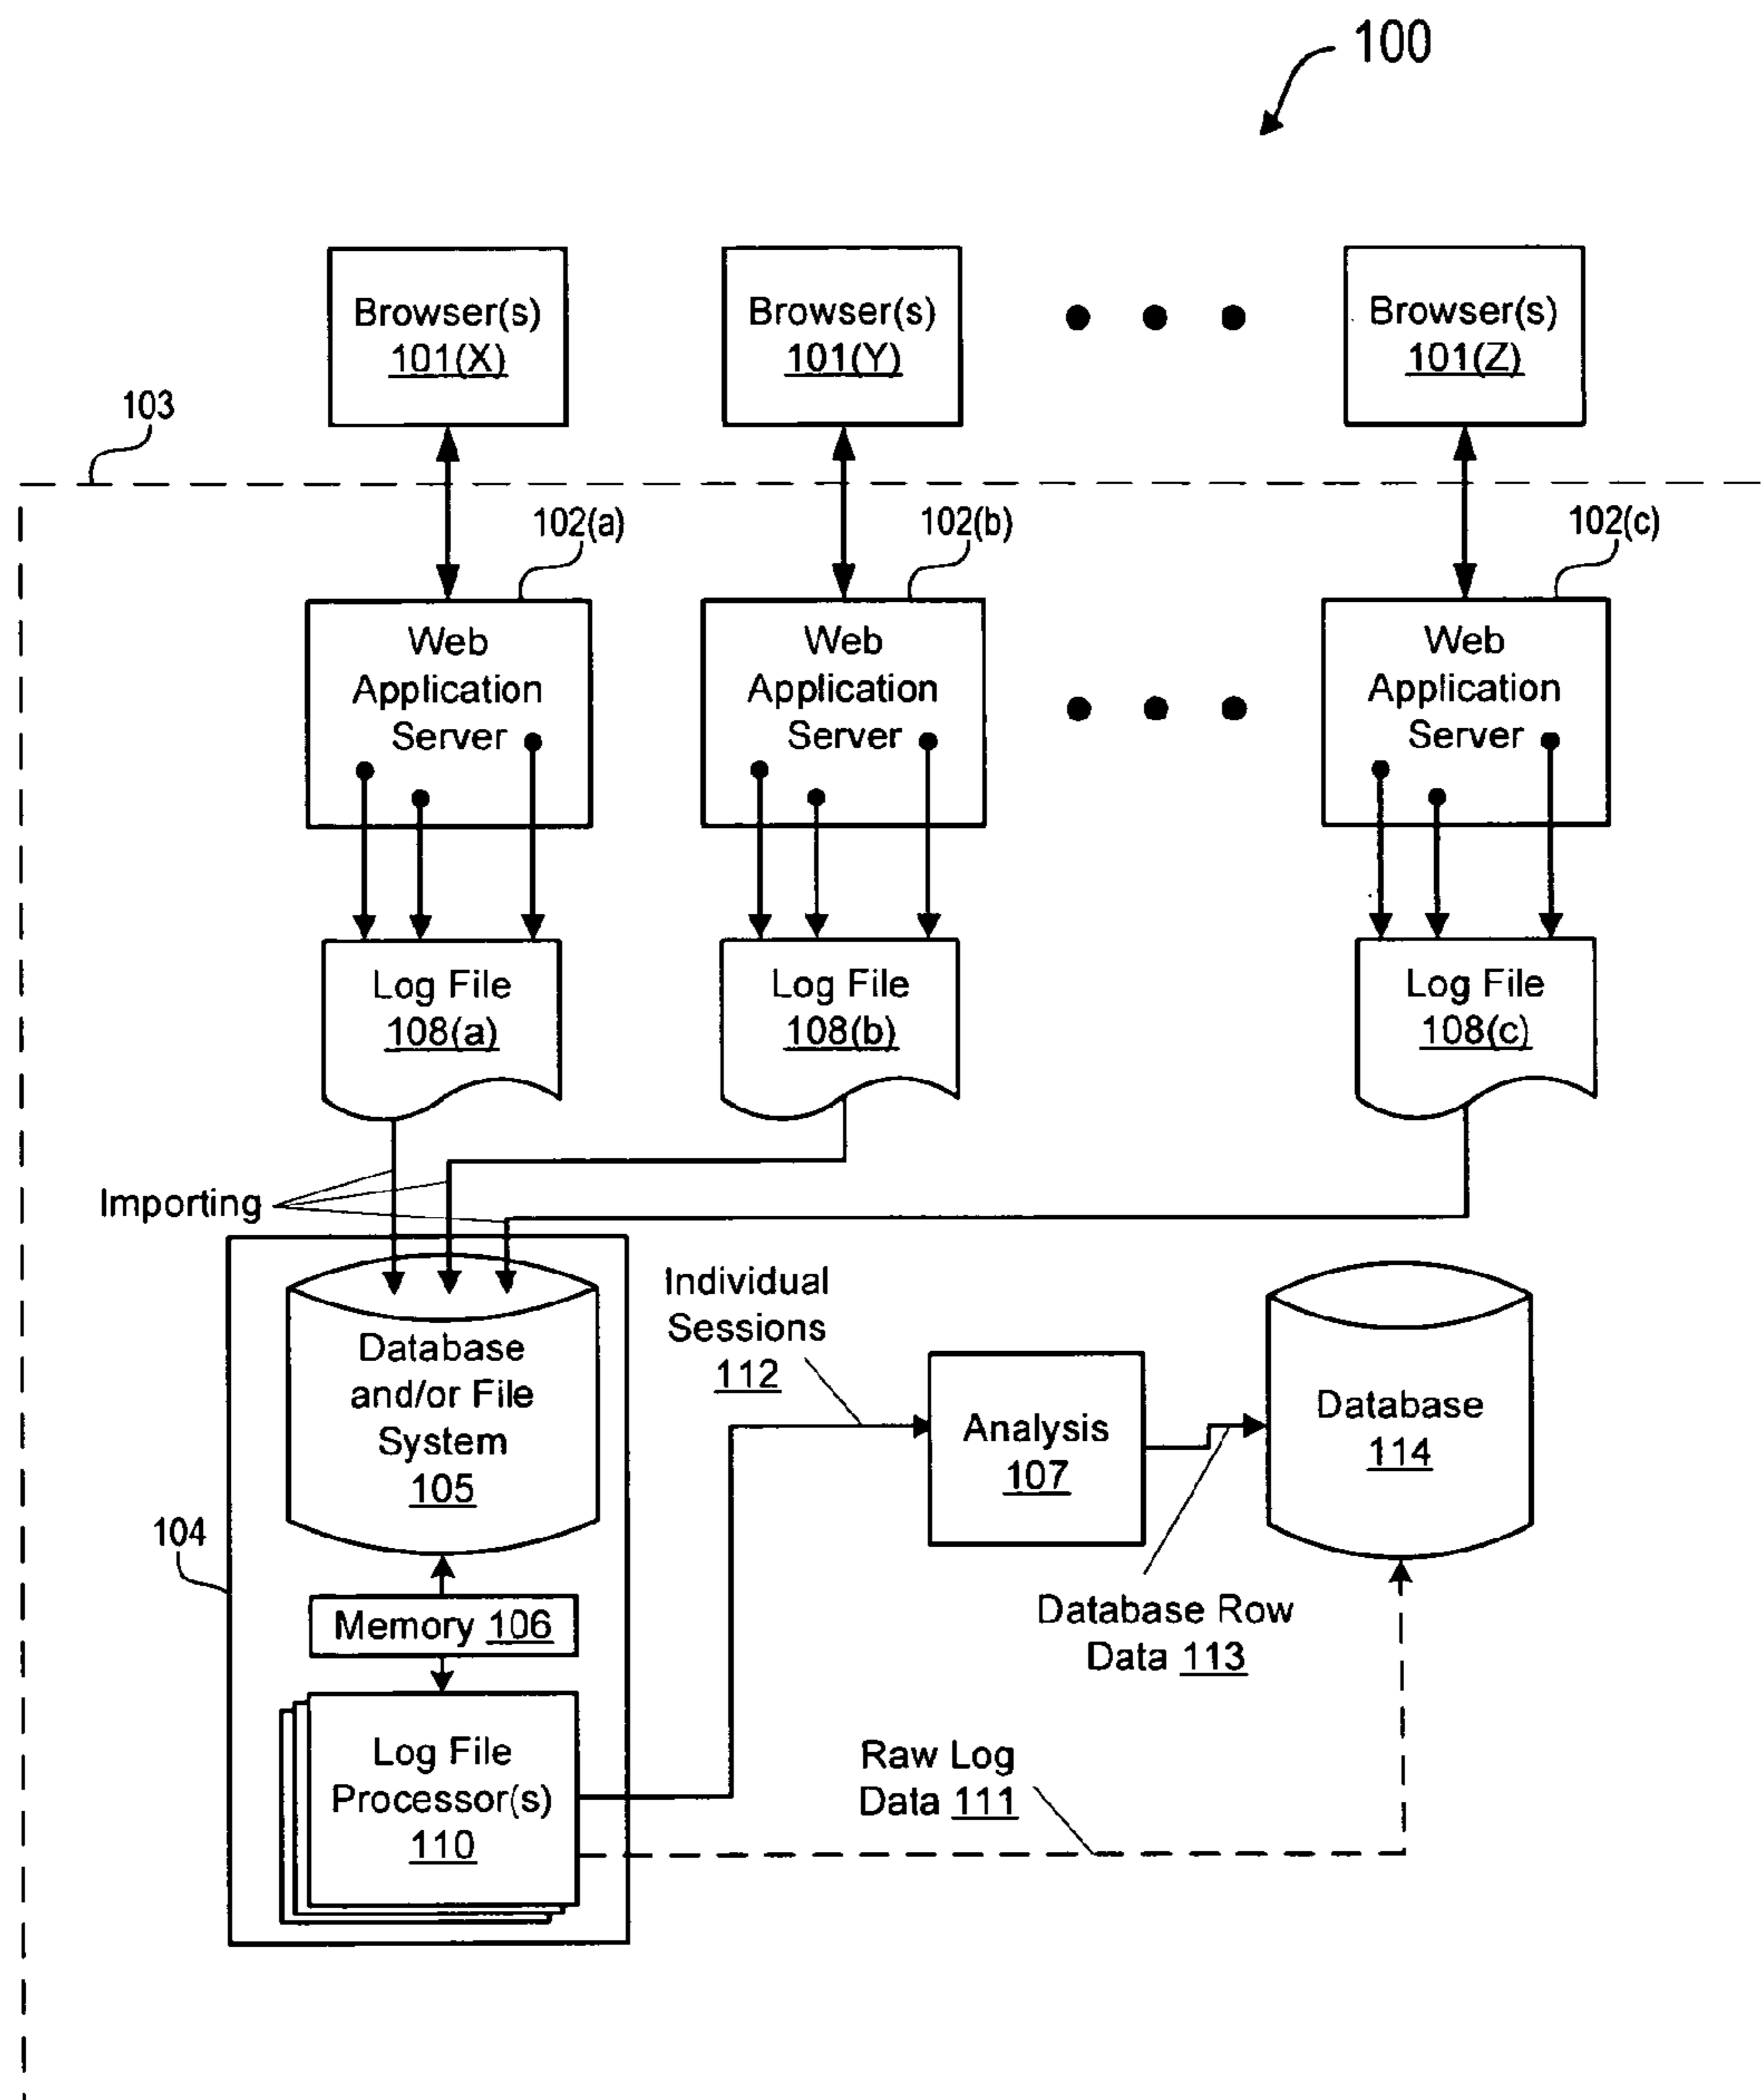 100
Browser(s)
101(X)
Browser(s)
101(Y)
Browser(s)
101(Z)
103
102(a)
102(b)
102(c)
Web
Application
Server
Web
Application
Server
Web
Application
Server
Log File
108(a)
Log File
108(b)
Log File
108(c)
Importing
Database
and/or File
System
105
Individual
Sessions
112
Analysis
107
Database
114
104
Memory 106
Database Row
Data 113
Log File
Processor(s)
110
Raw Log
Data 111